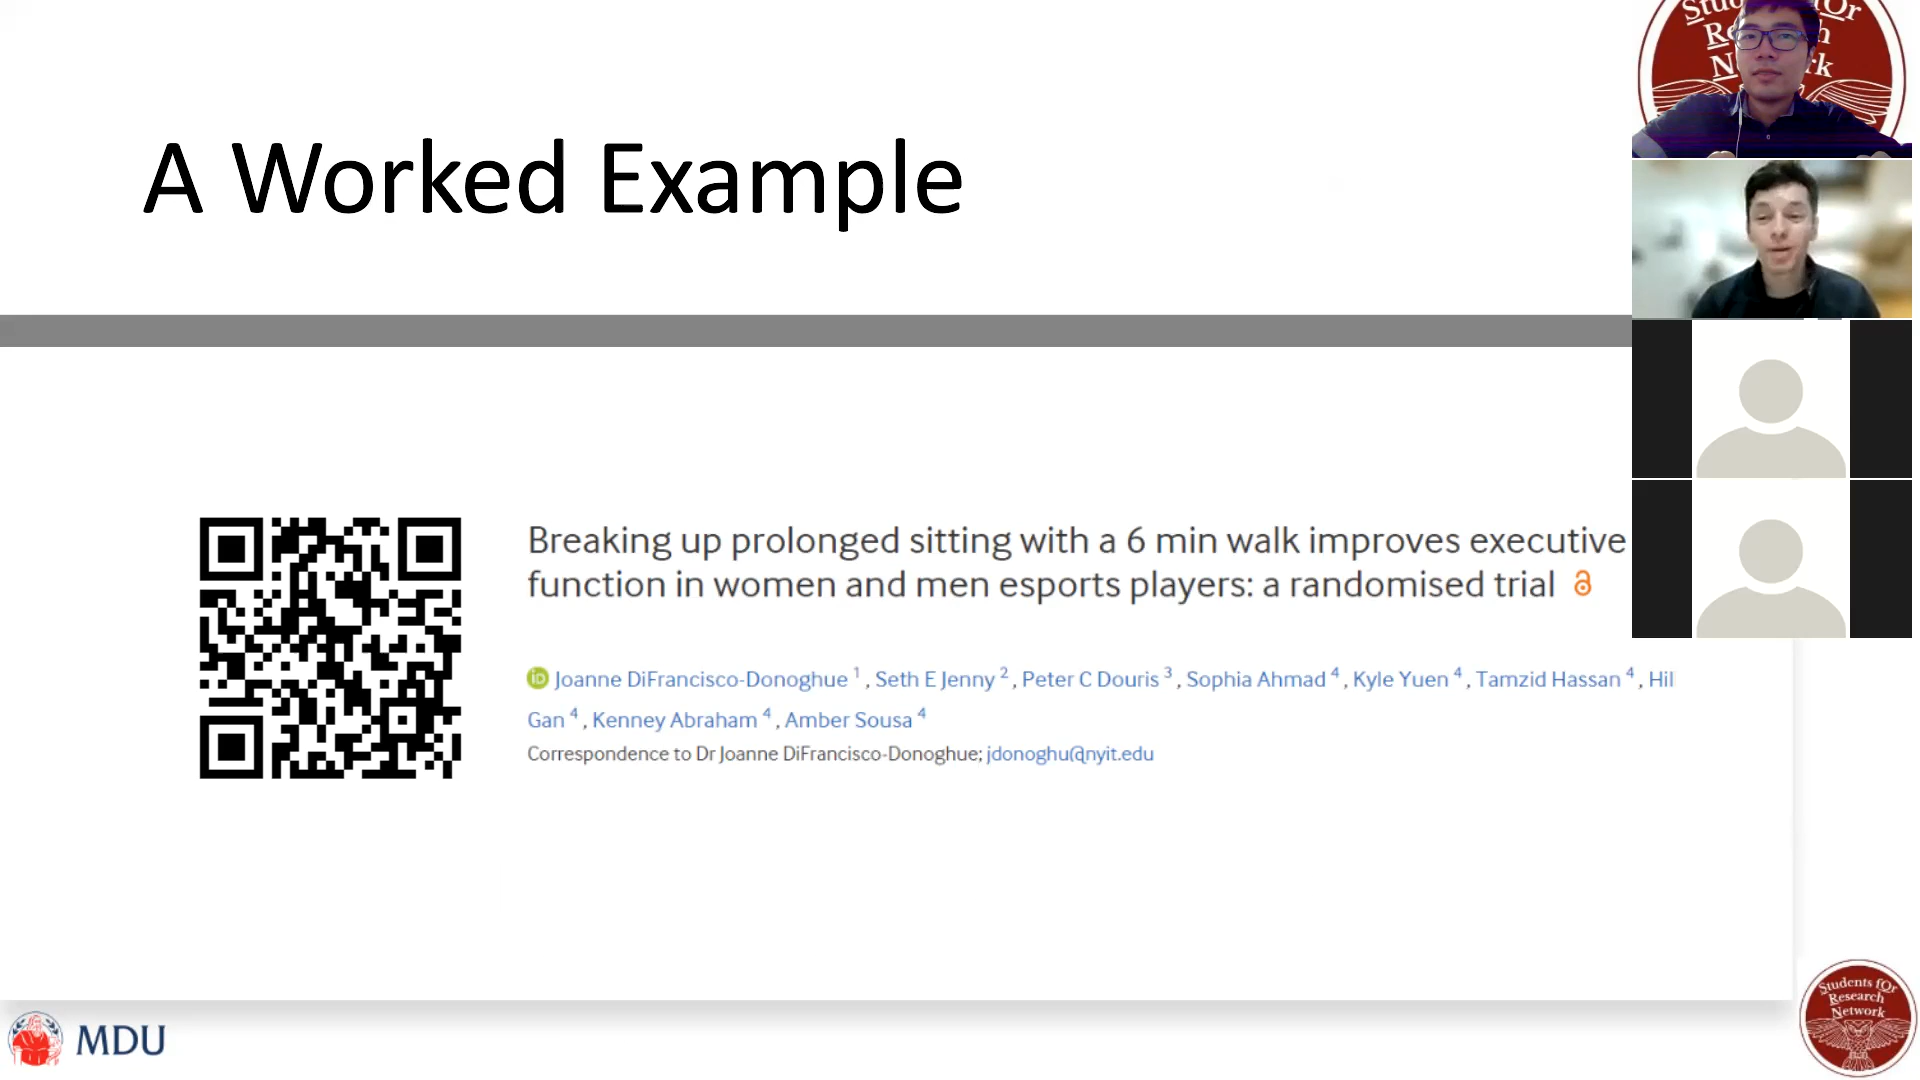 A Worked Example
Breaking up prolonged sitting with a 6 min walk improves executive
function in women and men esports players: a randomised trial
iD Joanne DiFrancisco-Donoghue 1, Seth E Jenny 2, Peter C Douris 3, Sophia Ahmad 4, Kyle Yuen 4, Tamzid Hassan 4, Hil
Gan 4, Kenney Abraham 4, Amber Sousa 4
Correspondence to Dr Joanne DiFrancisco-Donoghue; jdonoghu@nyit.edu
MDU
Students fOr
Research
Network